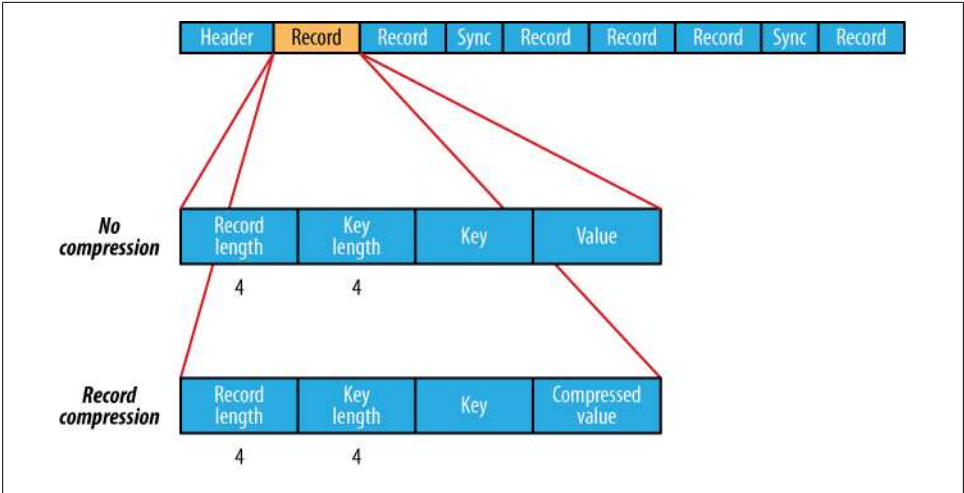 Header Record Record Sync Record Record Record Sync Record
No
compression
Record
length
Key
length
Key
Value
4 4
Record
compression
Record
length
Key
length
Key
Compressed
value
4 4